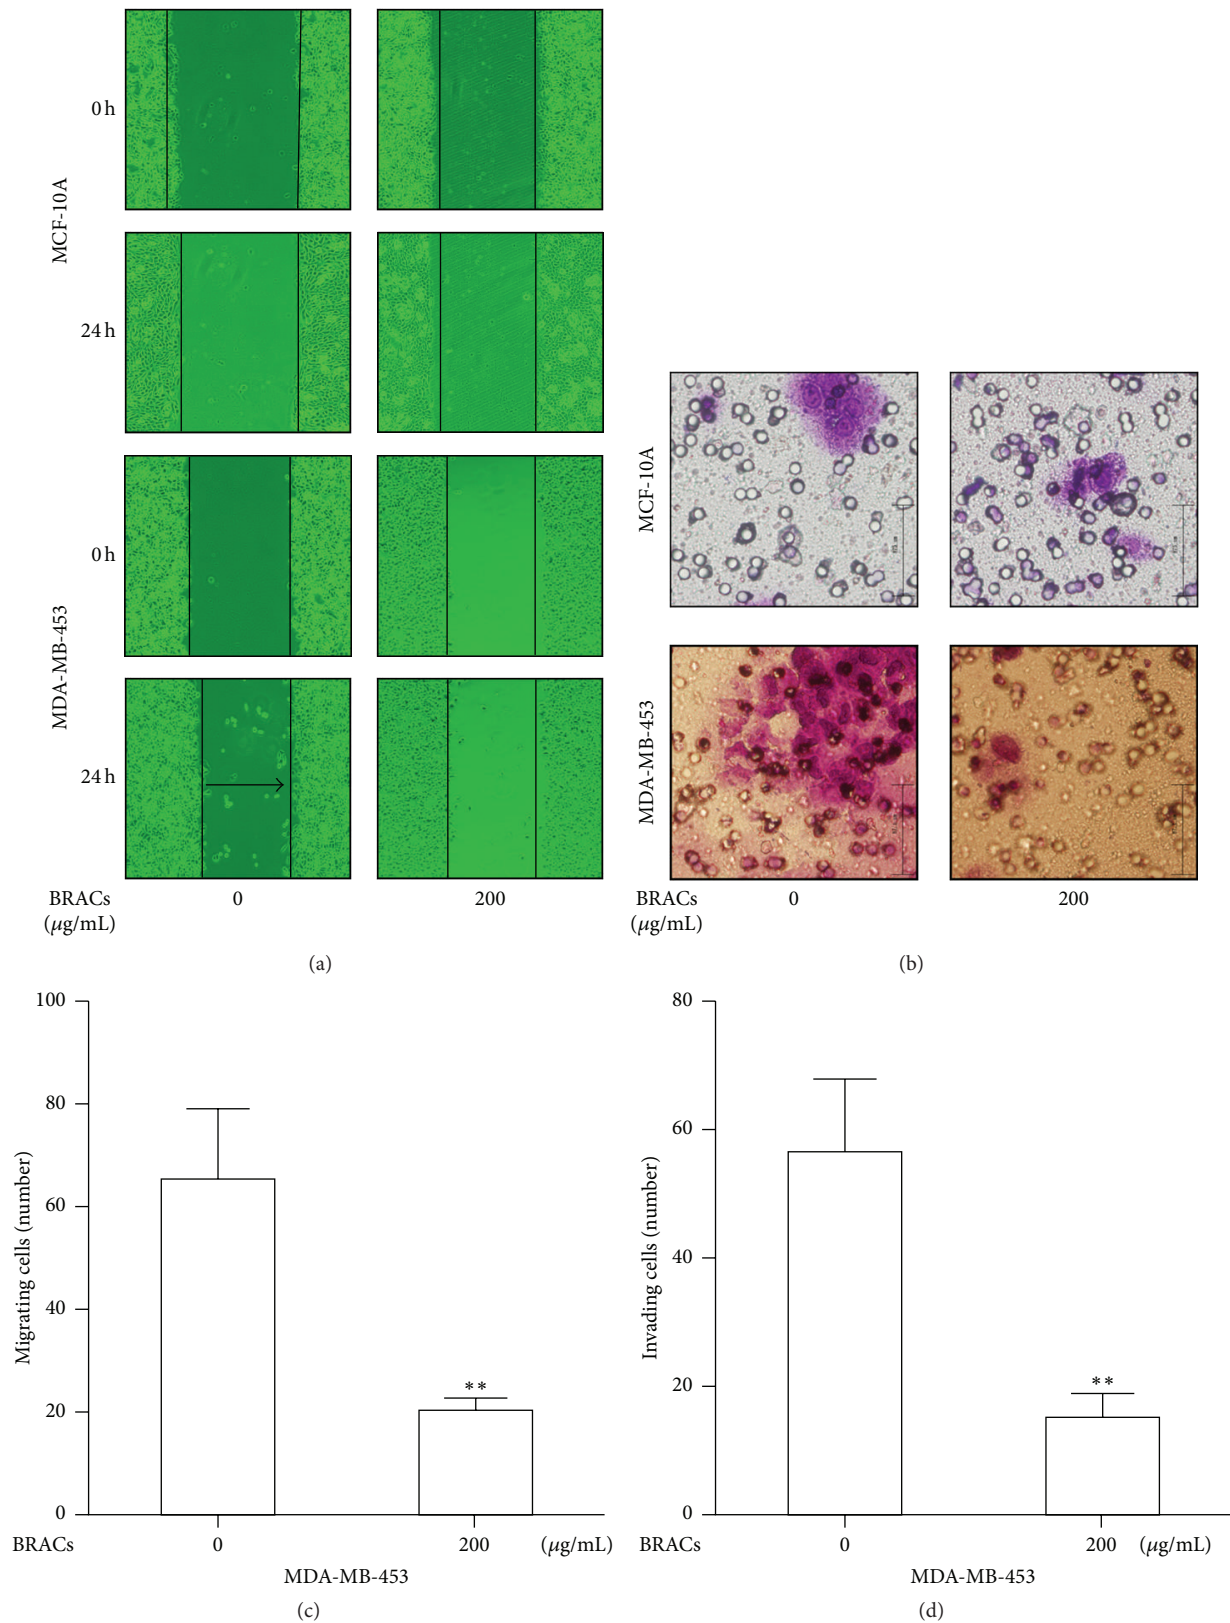 0 h
MCF-10A
24 h
0 h
MDA-MB-453
24 h
BRACs
(μg/mL)
0
200
(a)
MCF-10A
MDA-MB-453
BRACs
(μg/mL)
0
200
(b)
100
80
60
40
20
0
Migrating cells (number)
**
BRACs
0
200
(μg/mL)
MDA-MB-453
(c)
80
60
40
20
0
Invading cells (number)
**
BRACs
0
200
(μg/mL)
MDA-MB-453
(d)